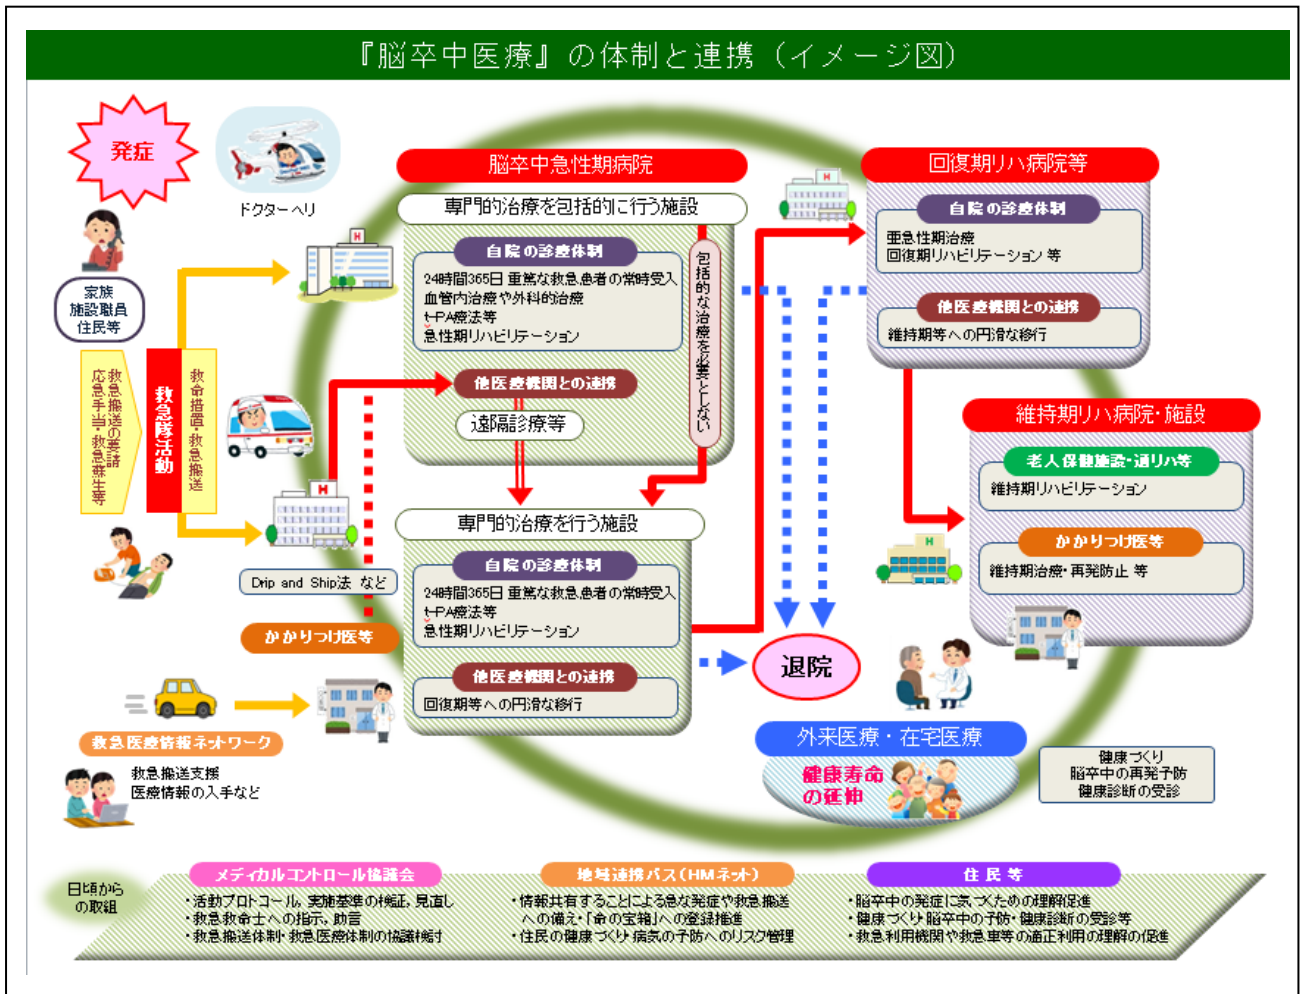 『脳卒中医療』の体制と連携（イメージ図）
発症
ドクターヘリ
家族
施設職員
住民等
救急搬送の要請
応急手当・救急蘇生等
救急隊活動
救命措置・救急搬送
脳卒中急性期病院
専門的治療を包括的に行う施設
自院の診療体制
24時間365日 重篤な救急患者の常時受入
血管内治療や外科的治療
t-PA療法等
急性期リハビリテーション
他医療機関との連携
遠隔診療等
包括的な治療を必要としない
専門的治療を行う施設
自院の診療体制
24時間365日 重篤な救急患者の常時受入
t-PA療法等
急性期リハビリテーション
他医療機関との連携
回復期等への円滑な移行
H
H
Drip and Ship法 など
かかりつけ医等
救急医療情報ネットワーク
救急搬送支援
医療情報の入手など
H
回復期リハ病院等
自院の診療体制
亜急性期治療
回復期リハビリテーション 等
他医療機関との連携
維持期等への円滑な移行
維持期リハ病院・施設
老人保健施設・通リハ等
維持期リハビリテーション
かかりつけ医等
維持期治療・再発防止 等
H
退院
外来医療・在宅医療
健康寿命
の延伸
健康づくり
脳卒中の再発予防
健康診断の受診
日頃から
の取組
メディカルコントロール協議会
・活動プロトコール，実施基準の検証，見直し
・救急救命士への指示，助言
・救急搬送体制・救急医療体制の協議検討
地域連携パス（HMネット）
・情報共有することによる急な発症や救急搬送
への備え・「命の宝箱」への登録推進
・住民の健康づくり・病気の予防へのリスク管理
住民等
・脳卒中の発症に気づくための理解促進
・健康づくり・脳卒中の予防・健康診断の受診等
・救急利用機関や救急車等の適正利用の理解の促進